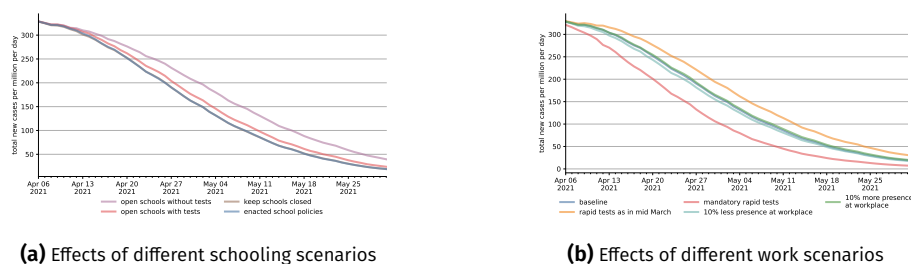 total new cases per million per day
300
250
200
150
100
50
Apr 06
2021
Apr 13
2021
Apr 20
2021
Apr 27
2021
May 04
2021
May 11
2021
May 18
2021
May 25
2021
open schools without tests
open schools with tests
keep schools closed
enacted school policies
(a) Effects of different schooling scenarios
total new cases per million per day
300
250
200
150
100
50
0
Apr 06
2021
Apr 13
2021
Apr 20
2021
Apr 27
2021
May 04
2021
May 11
2021
May 18
2021
May 25
2021
baseline
rapid tests as in mid March
mandatory rapid tests
10% less presence at workplace
10% more presence
at workplace
(b) Effects of different work scenarios